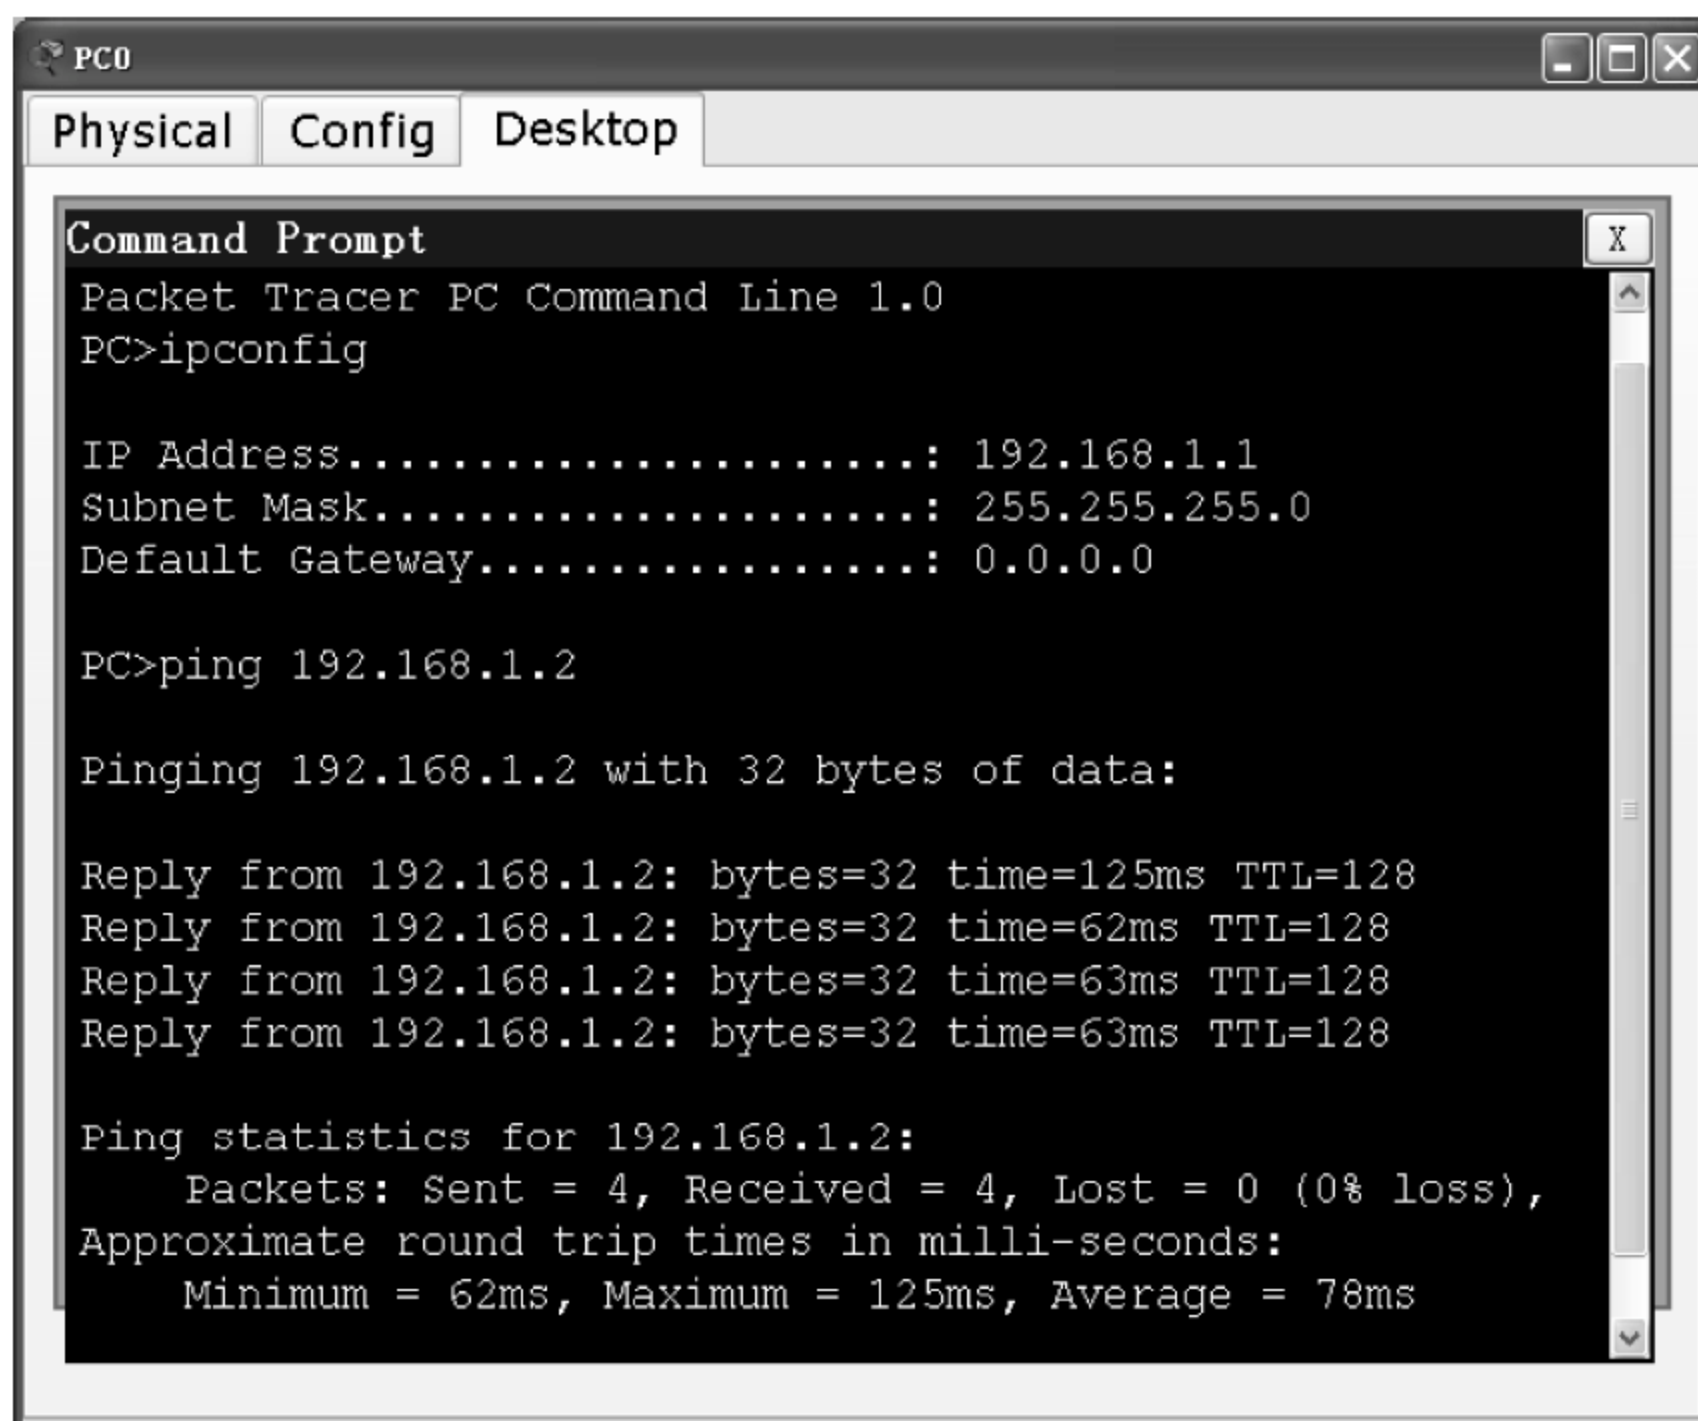 PC0
Physical Config Desktop
Command Prompt X
Packet Tracer PC Command Line 1.0
PC>ipconfig
IP Address......................: 192.168.1.1
Subnet Mask.....................: 255.255.255.0
Default Gateway.................: 0.0.0.0
PC>ping 192.168.1.2
Pinging 192.168.1.2 with 32 bytes of data:
Reply from 192.168.1.2: bytes=32 time=125ms TTL=128
Reply from 192.168.1.2: bytes=32 time=62ms TTL=128
Reply from 192.168.1.2: bytes=32 time=63ms TTL=128
Reply from 192.168.1.2: bytes=32 time=63ms TTL=128
Ping statistics for 192.168.1.2:
    Packets: Sent = 4, Received = 4, Lost = 0 (0% loss),
Approximate round trip times in milli-seconds:
    Minimum = 62ms, Maximum = 125ms, Average = 78ms